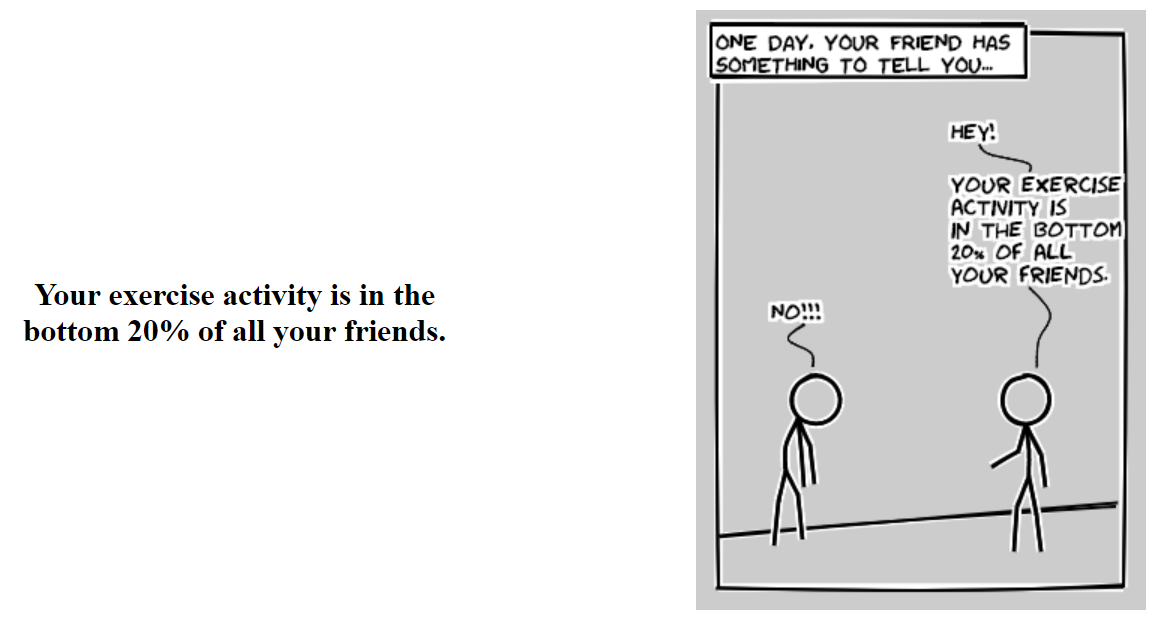 Your exercise activity is in the
bottom 20% of all your friends.
ONE DAY, YOUR FRIEND HAS
SOMETHING TO TELL YOU...
HEY!
YOUR EXERCISE
ACTIVITY IS
IN THE BOTTOM
20% OF ALL
YOUR FRIENDS.
NO!!!